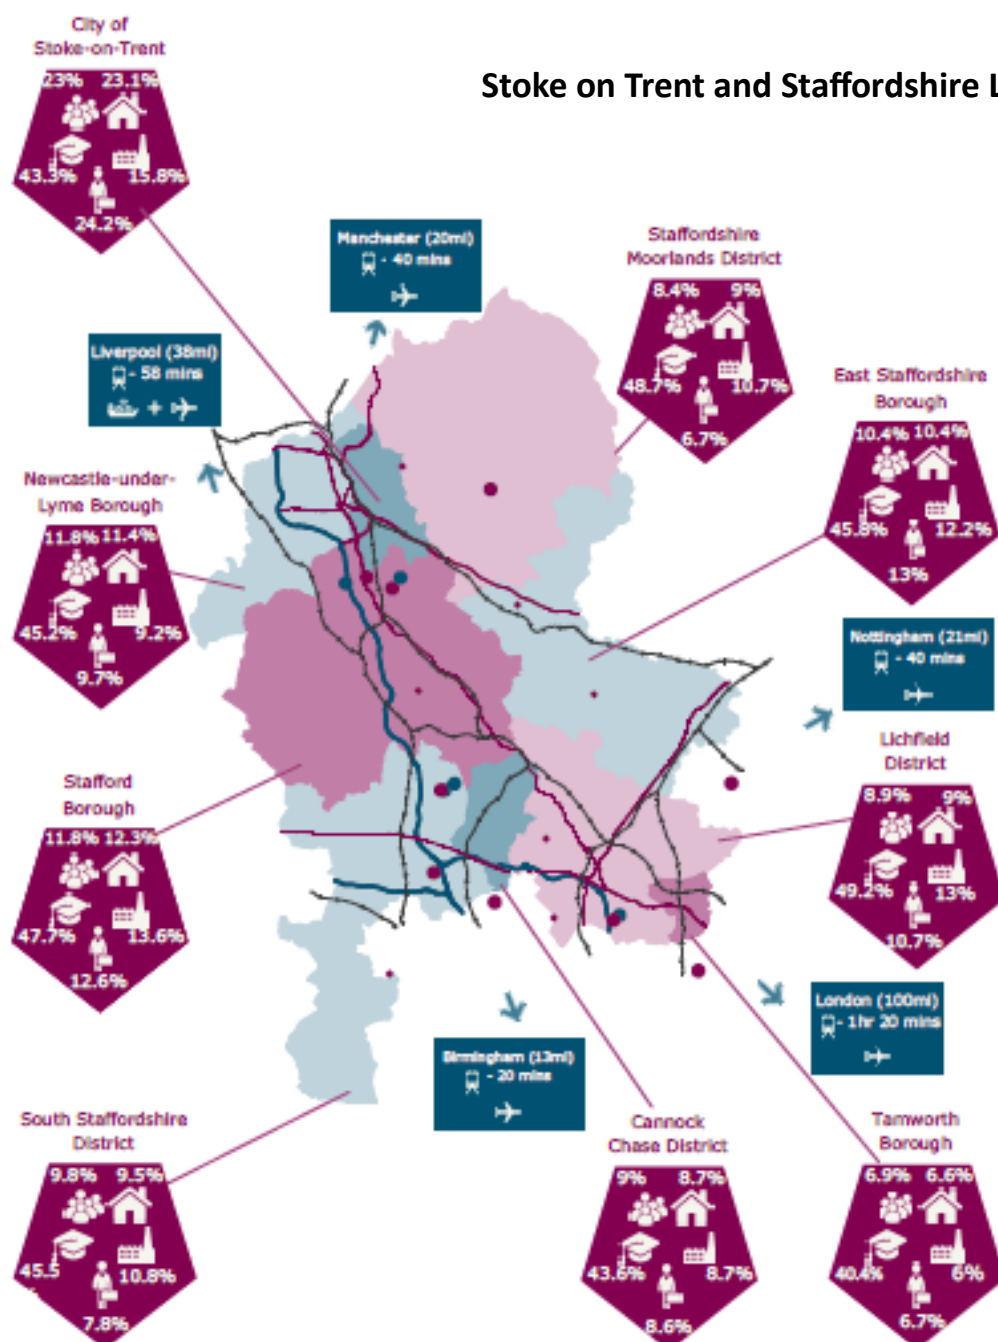 City of
Stoke-on-Trent
23% 23.1%
43.3% 15.8%
24.2%
Stoke on Trent and Staffordshire L
Manchester (20mi)
- 40 mins
Staffordshire
Moorlands District
8.4% 9%
48.7% 10.7%
6.7%
Liverpool (38mi)
- 58 mins
+
East Staffordshire
Borough
10.4% 10.4%
45.8% 12.2%
13%
Newcastle-under-
Lyme Borough
11.8% 11.4%
45.2% 9.2%
9.7%
Nottingham (21mi)
- 40 mins
Lichfield
District
8.9% 9%
49.2% 13%
10.7%
Stafford
Borough
11.8% 12.3%
47.7% 13.6%
12.6%
London (100mi)
- 1hr 20 mins
Birmingham (13mi)
- 20 mins
South Staffordshire
District
9.8% 9.5%
45.5
10.8%
7.8%
Cannock
Chase District
9% 8.7%
43.6% 8.7%
8.6%
Tamworth
Borough
6.9% 6.6%
40.4% 6%
6.7%